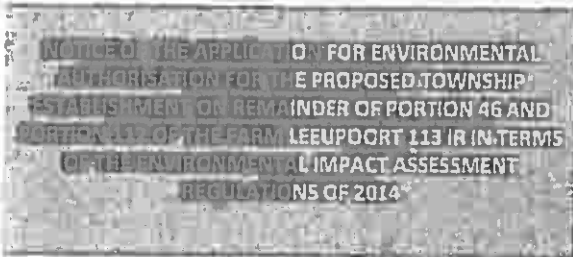 NOTICE OF THE APPLICATION FOR ENVIRONMENTAL
AUTHORISATION FOR THE PROPOSED TOWNSHIP"
ESTABLISHMENT ON REMAINDER OF PORTION 46 AND
PORTION 112 OF THE FARM LEEUPOORT 113 IR IN TERMS
OF THE ENVIRONMENTAL IMPACT ASSESSMENT
REGULATIONS OF 2014"